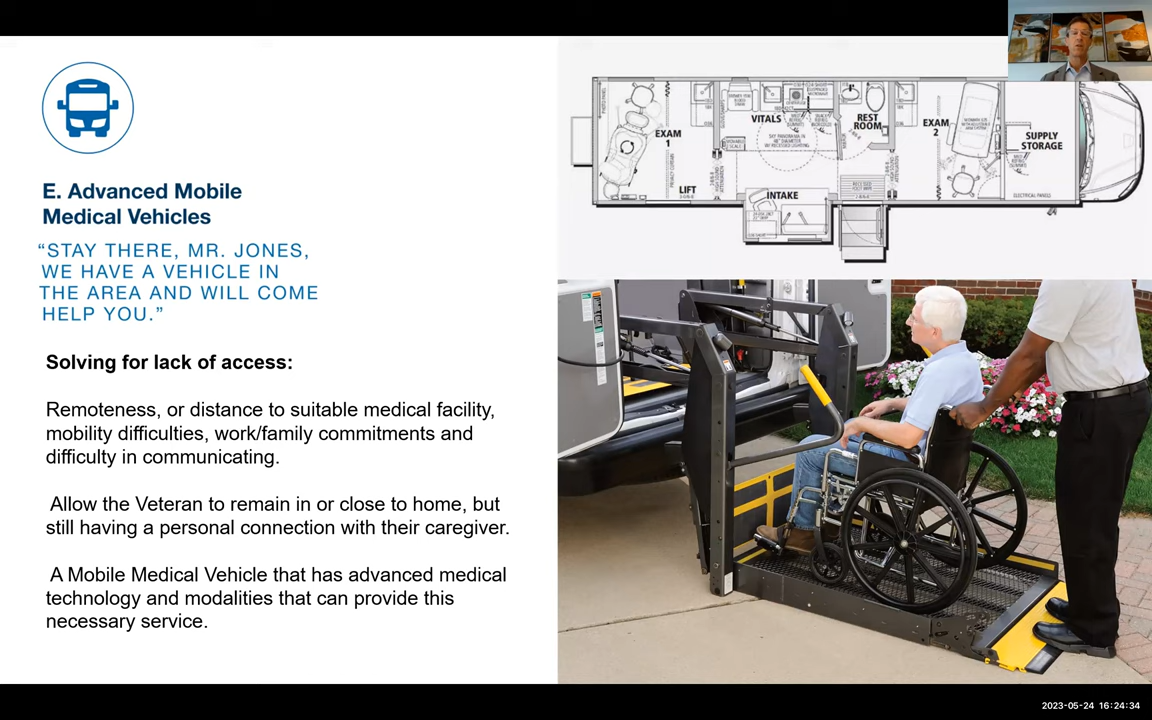 E. Advanced Mobile
Medical Vehicles
“STAY THERE, MR. JONES,
WE HAVE A VEHICLE IN
THE AREA AND WILL COME
HELP YOU.”
Solving for lack of access:
Remoteness, or distance to suitable medical facility,
mobility difficulties, work/family commitments and
difficulty in communicating.
Allow the Veteran to remain in or close to home, but
still having a personal connection with their caregiver.
A Mobile Medical Vehicle that has advanced medical
technology and modalities that can provide this
necessary service.
EXAM
1
LIFT
VITALS
INTAKE
REST
ROOM
EXAM
2
SUPPLY
STORAGE
ELECTRICAL PANEL
2023-05-24 16:24:34